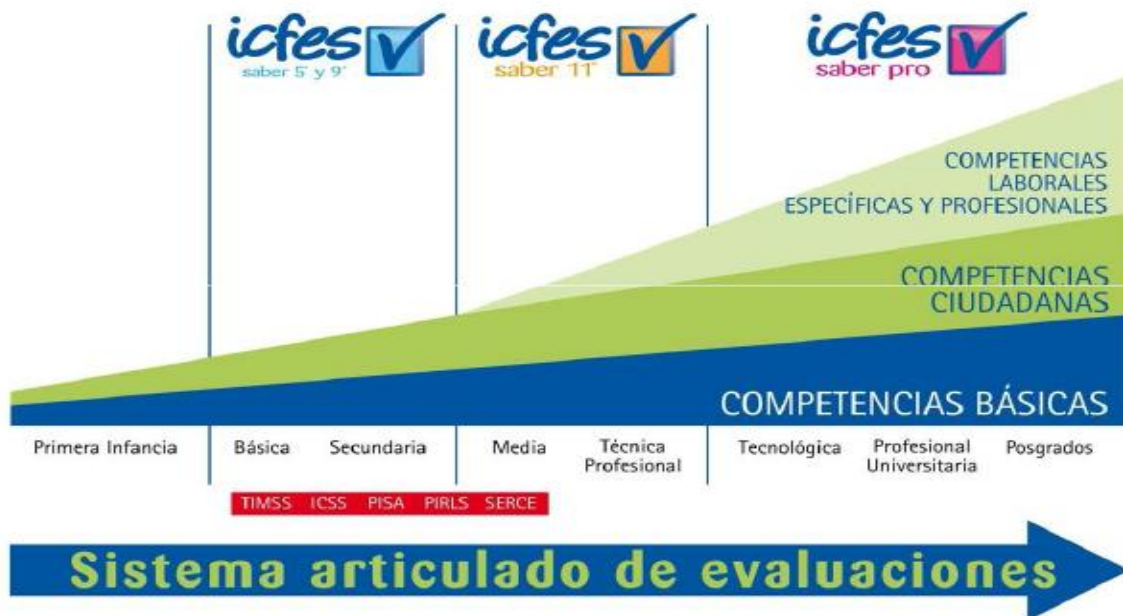 icfes
saber 5° y 9°
icfes
saber 11°
icfes
saber pro
COMPETENCIAS
LABORALES
ESPECÍFICAS Y PROFESIONALES
COMPETENCIAS
CIUDADANAS
COMPETENCIAS BÁSICAS
Primera Infancia
Básica
Secundaria
Media
Técnica
Profesional
Tecnológica
Profesional
Universitaria
Posgrados
TIMSS ICSS PISA PIRLS SERCE
Sistema articulado de evaluaciones